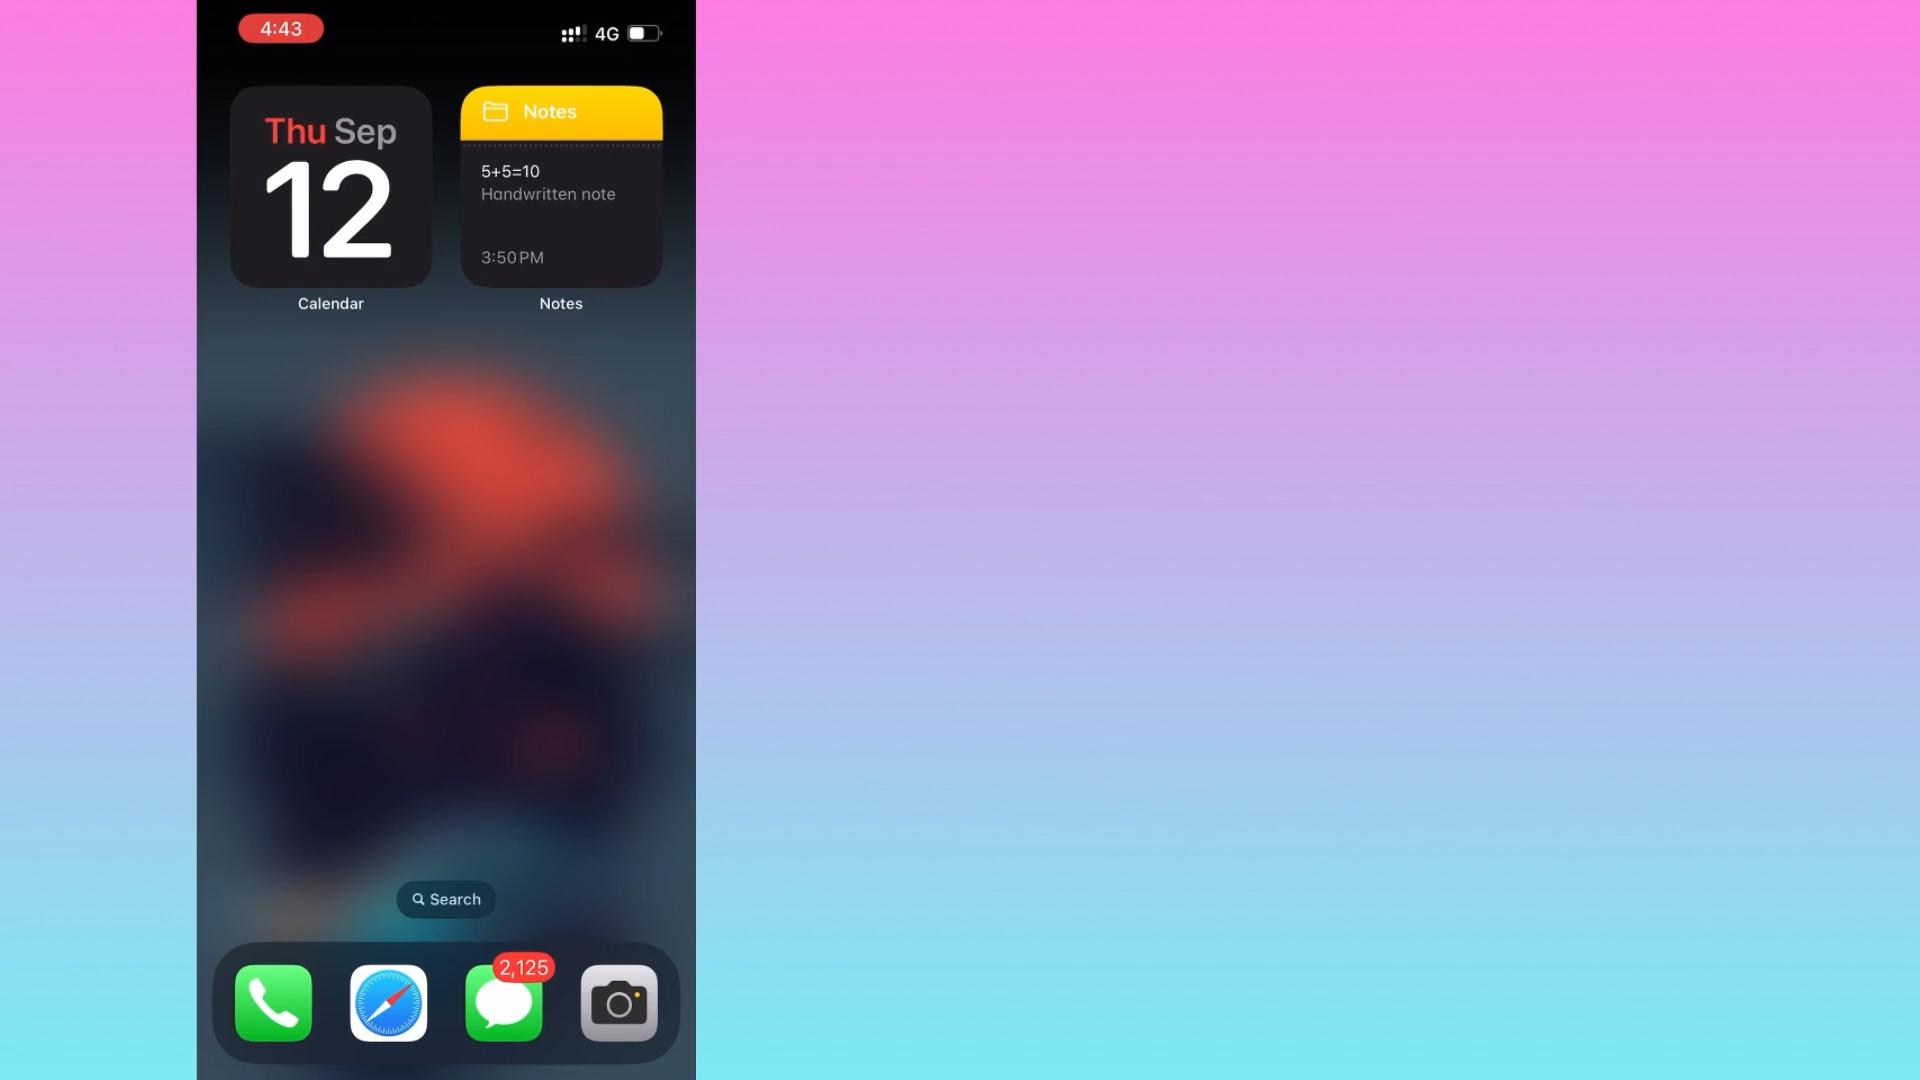 4:43
4G
Thu Sep
12
Calendar
Notes
5+5=10
Handwritten note
3:50 PM
Notes
Search
2,125